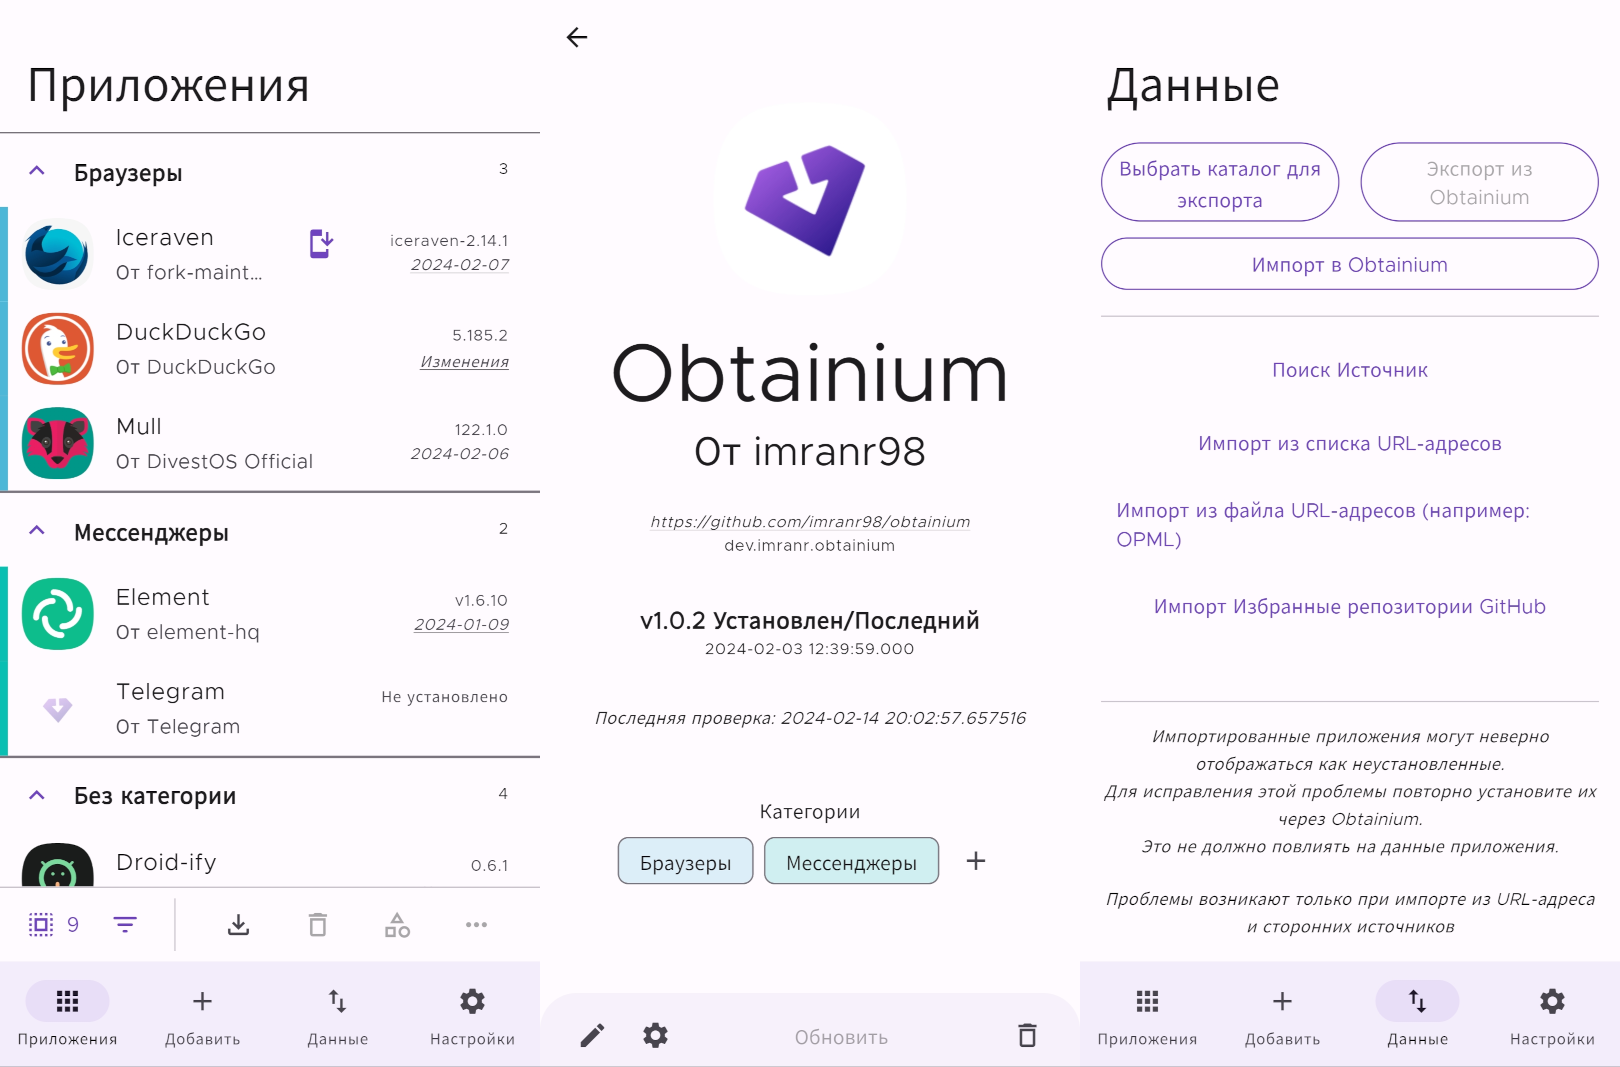 Приложения
Браузеры
3
Iceraven
От fork-maint...
iceraven-2.14.1
2024-02-07
DuckDuckGo
От DuckDuckGo
5.185.2
Изменения
Mull
От DivestOS Official
122.1.0
2024-02-06
Мессенджеры
2
Element
От element-hq
v1.6.10
2024-01-09
Telegram
От Telegram
Не установлено
Без категории
4
Droid-ify
0.6.1
9
Приложения
Добавить
Данные
Настройки
Obtainium
От imranr98
https://github.com/imranr98/obtainium
dev.imranr.obtainium
v1.0.2 Установлен/Последний
2024-02-03 12:39:59.000
Последняя проверка: 2024-02-14 20:02:57.657516
Категории
Браузеры
Мессенджеры
Обновить
Данные
Выбрать каталог для
экспорта
Экспорт из
Obtainium
Импорт в Obtainium
Поиск Источник
Импорт из списка URL-адресов
Импорт из файла URL-адресов (например:
OPML)
Импорт Избранные репозитории GitHub
Импортированные приложения могут неверно
отображаться как неустановленные.
Для исправления этой проблемы повторно установите их
через Obtainium.
Это не должно повлиять на данные приложения.
Проблемы возникают только при импорте из URL-адреса
и сторонних источников
Приложения
Добавить
Данные
Настройки